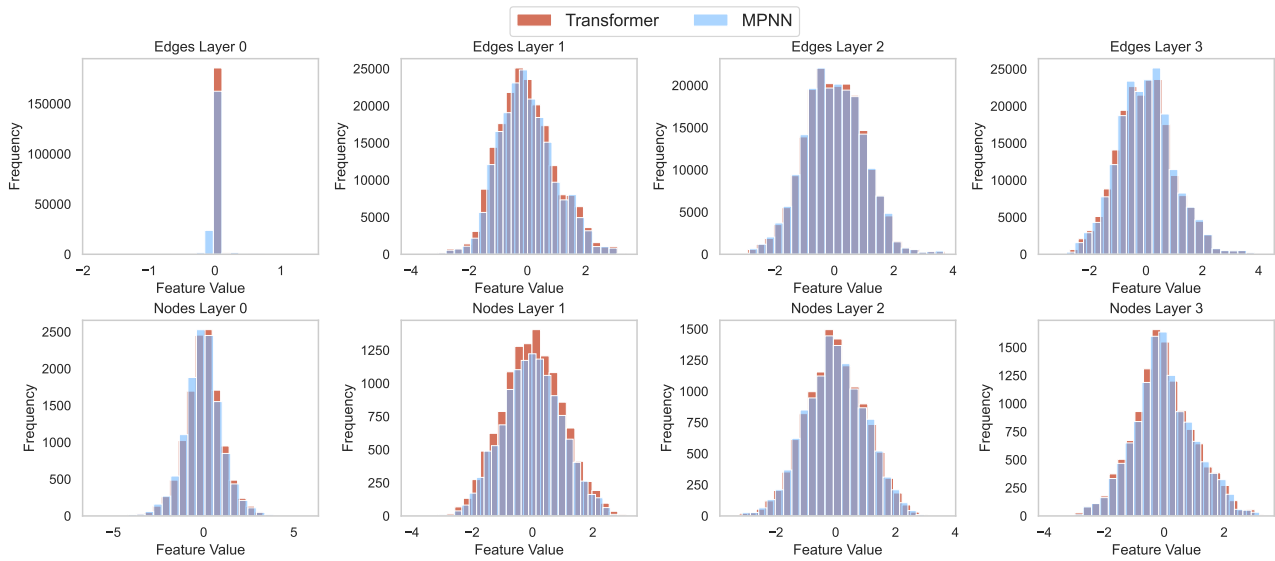 Transformer MPNN
Edges Layer 0
Edges Layer 1
Edges Layer 2
Edges Layer 3
Frequency
150000
100000
50000
0
−2 −1 0 1
Feature Value
Frequency
25000
20000
15000
10000
5000
0
−4 −2 0 2
Feature Value
Frequency
20000
15000
10000
5000
0
−2 0 2 4
Feature Value
Frequency
25000
20000
15000
10000
5000
0
−2 0 2 4
Feature Value
Nodes Layer 0
Nodes Layer 1
Nodes Layer 2
Nodes Layer 3
Frequency
2500
2000
1500
1000
500
0
−5 0 5
Feature Value
Frequency
1250
1000
750
500
250
0
−4 −2 0 2
Feature Value
Frequency
1500
1250
1000
750
500
250
0
−2 0 2 4
Feature Value
Frequency
1500
1250
1000
750
500
250
0
−4 −2 0 2
Feature Value